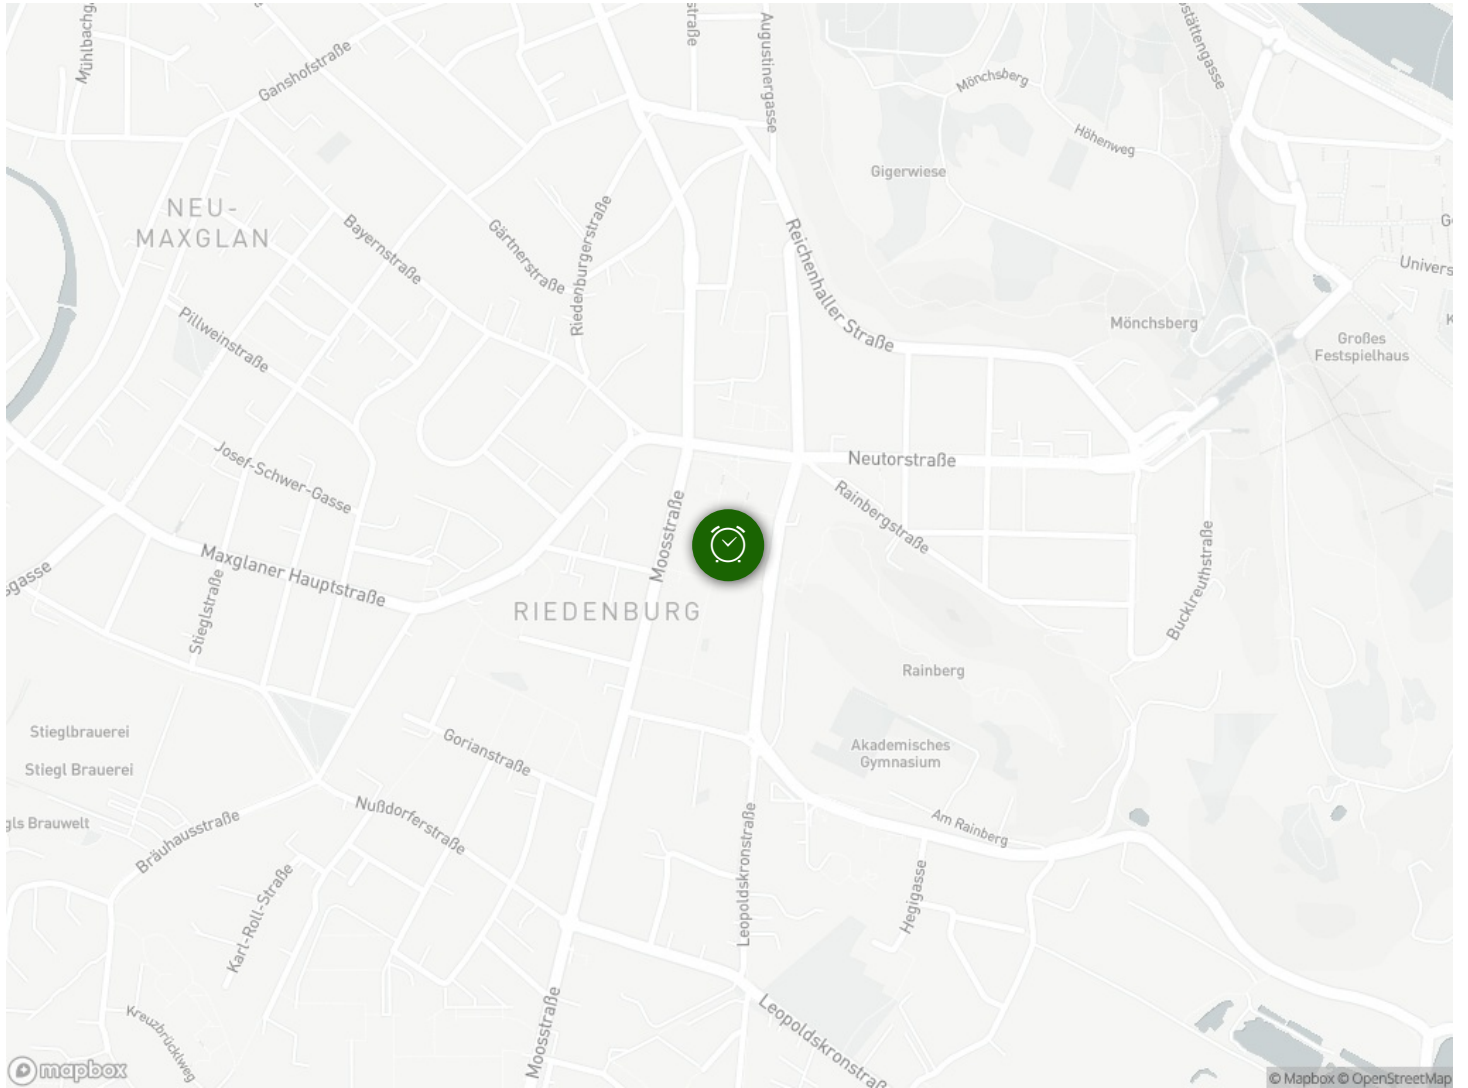 Mühlbachg
Ganshofstraße
straße
Augustinergasse
Mönchsberg
Höhenweg
stättengasse
Gigerwiese
NEU-
MAXGLAN
Bayernstraße
Gärtnerstraße
Riedenburgerstraße
Reichenhaller Straße
G
Univers
Mönchsberg
Großes
Festspielhaus
K
Pillweinstraße
Josef-Schwer-Gasse
Neutorstraße
Rainbergstraße
Moosstraße
Bucklreuthstraße
sgasse
Maxglaner Hauptstraße
Stieglstraße
RIEDENBURG
Rainberg
Stieglbrauerei
Stiegl Brauerei
gls Brauwelt
Gorianstraße
Akademisches
Gymnasium
Bräuhausstraße
Nußdorferstraße
Am Rainberg
Leopoldskronstraße
Hegigasse
Karl-Roll-Straße
Kreuzbrücklweg
Moosstraße
Leopoldskronstraße
mapbox
© Mapbox © OpenStreetMap